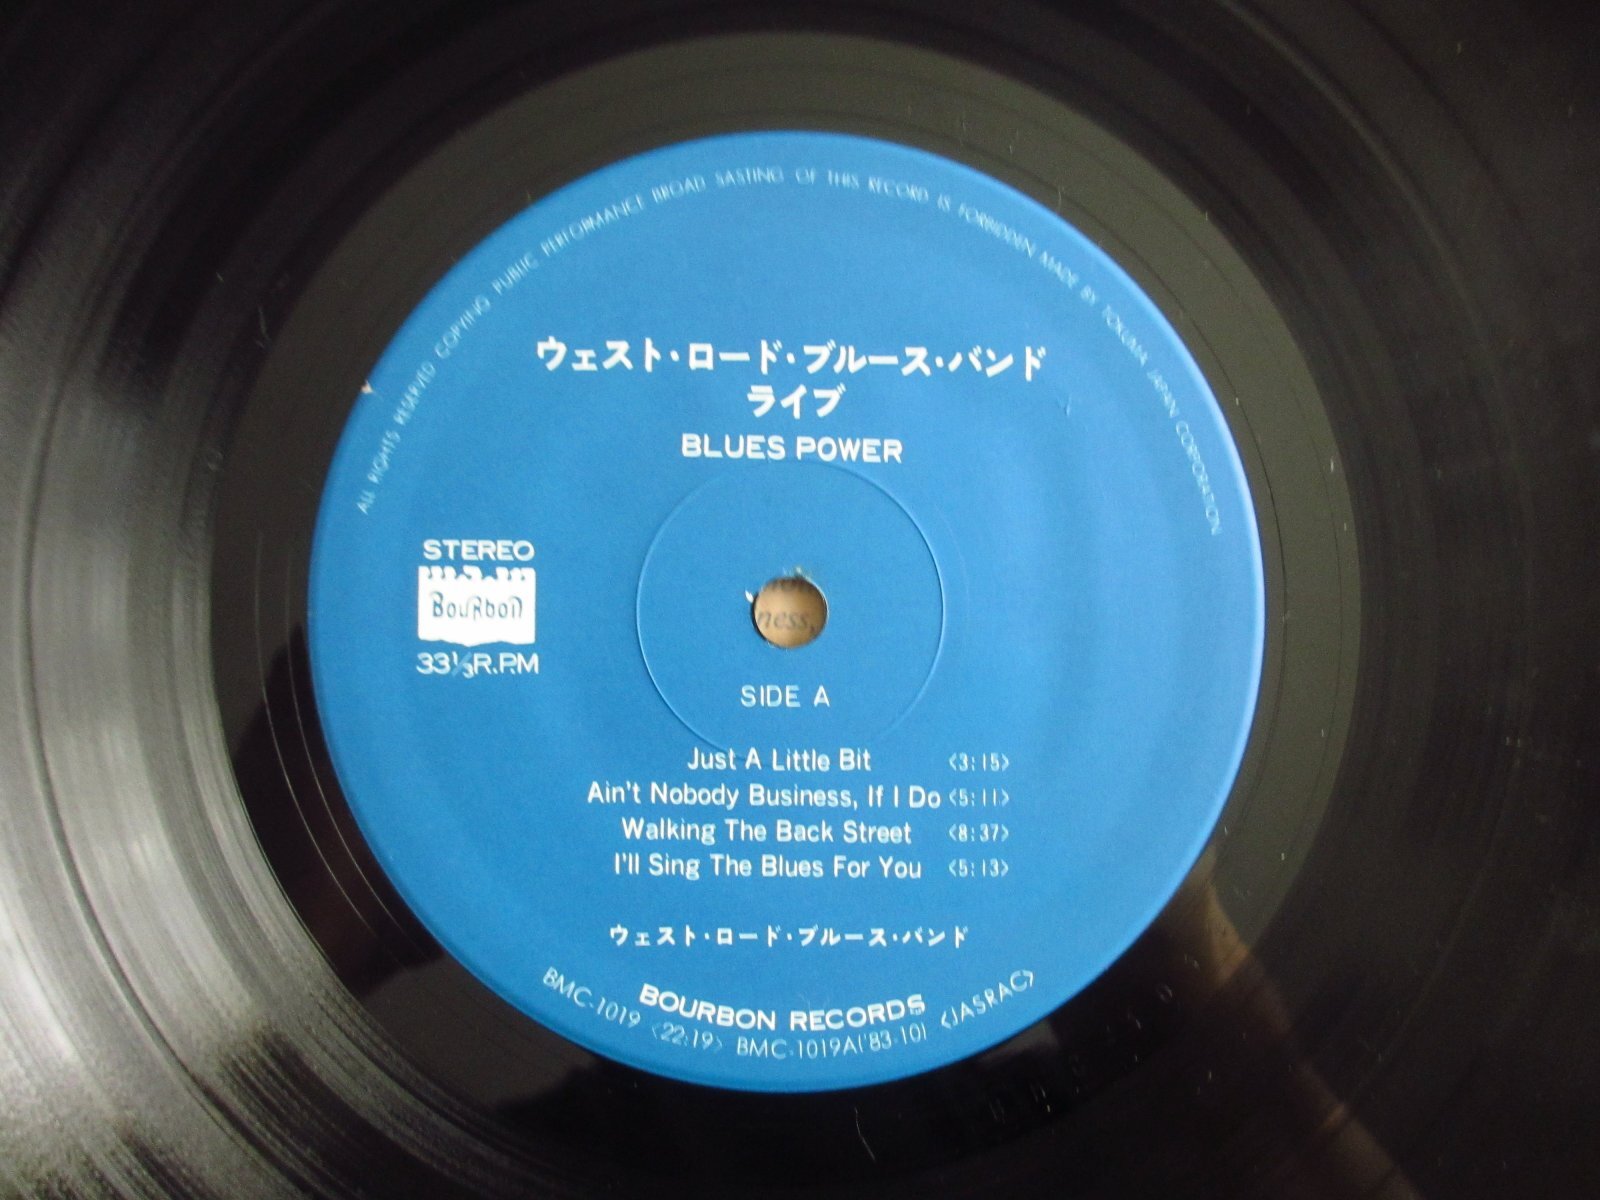 ALL RIGHTS RESERVED COPYING PUBLIC PERFORMANCE BROAD SASTING OF THIS RECORD IS FORBIDDEN MADE BY TOKUMA JAPAN CORPORATION
ウェスト・ロード・ブルース・バンド
ライブ
BLUES POWER
STEREO
BouRbon
33⅓R.P.M
ness,
SIDE A
Just A Little Bit 〈3:15〉
Ain't Nobody Business, If I Do 〈5:11〉
Walking The Back Street 〈8:37〉
I'll Sing The Blues For You 〈5:13〉
ウェスト・ロード・ブルース・バンド
BOURBON RECORDS
BMC-1019 〈22:19〉 BMC-1019A('83·10) 〈JASRAC〉